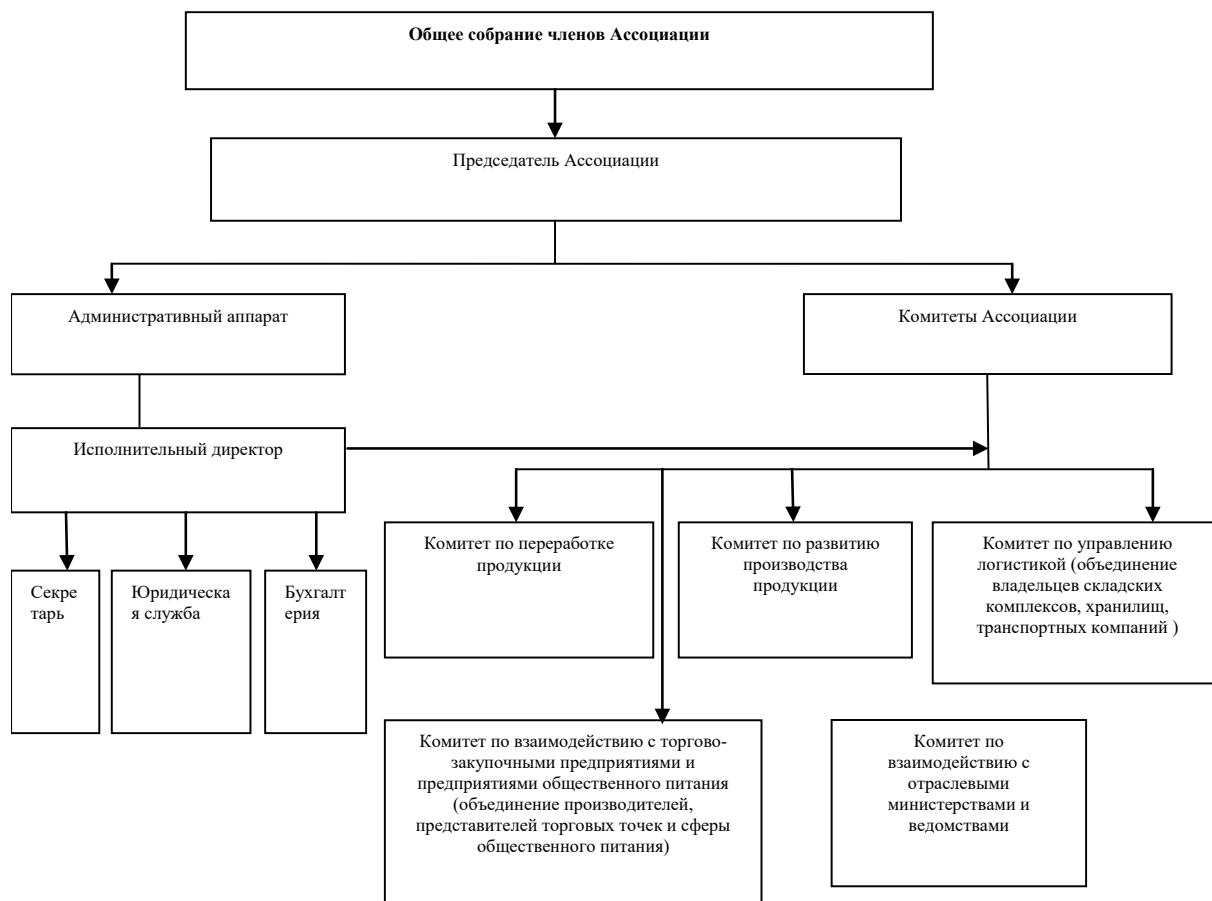 Общее собрание членов Ассоциации
Председатель Ассоциации
Административный аппарат
Комитеты Ассоциации
Исполнительный директор
Секре
тарь
Юридическа
я служба
Бухгалт
ерия
Комитет по переработке
продукции
Комитет по развитию
производства
продукции
Комитет по управлению
логистикой (объединение
владельцев складских
комплексов, хранилищ,
транспортных компаний )
Комитет по взаимодействию с торгово-
закупочными предприятиями и
предприятиями общественного питания
(объединение производителей,
представителей торговых точек и сферы
общественного питания)
Комитет по
взаимодействию с
отраслевыми
министерствами и
ведомствами